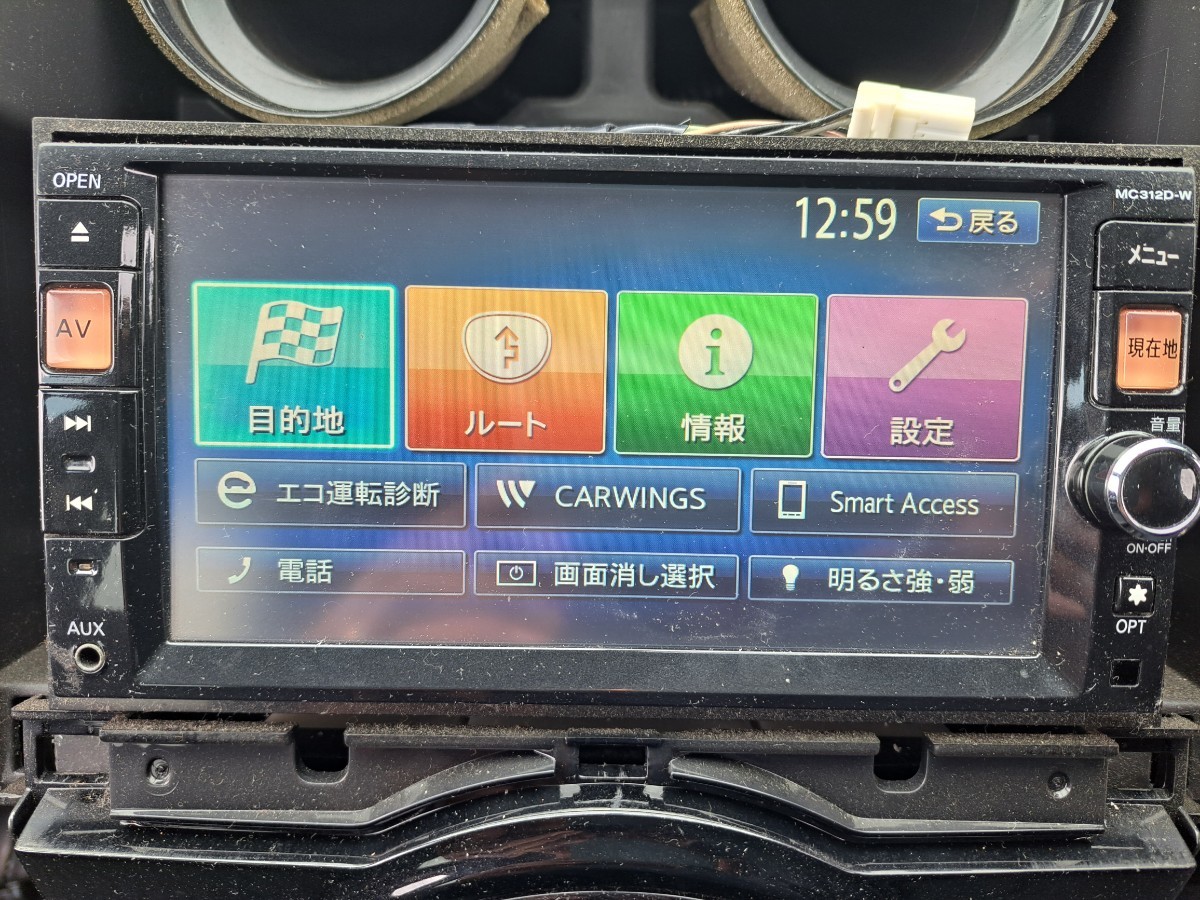 OPEN
MC312D-W
12:59
戻る
メニュー
AV
現在地
目的地
ルート
情報
設定
音量
エコ運転診断
CARWINGS
Smart Access
ON·OFF
電話
画面消し選択
明るさ強・弱
OPT
AUX